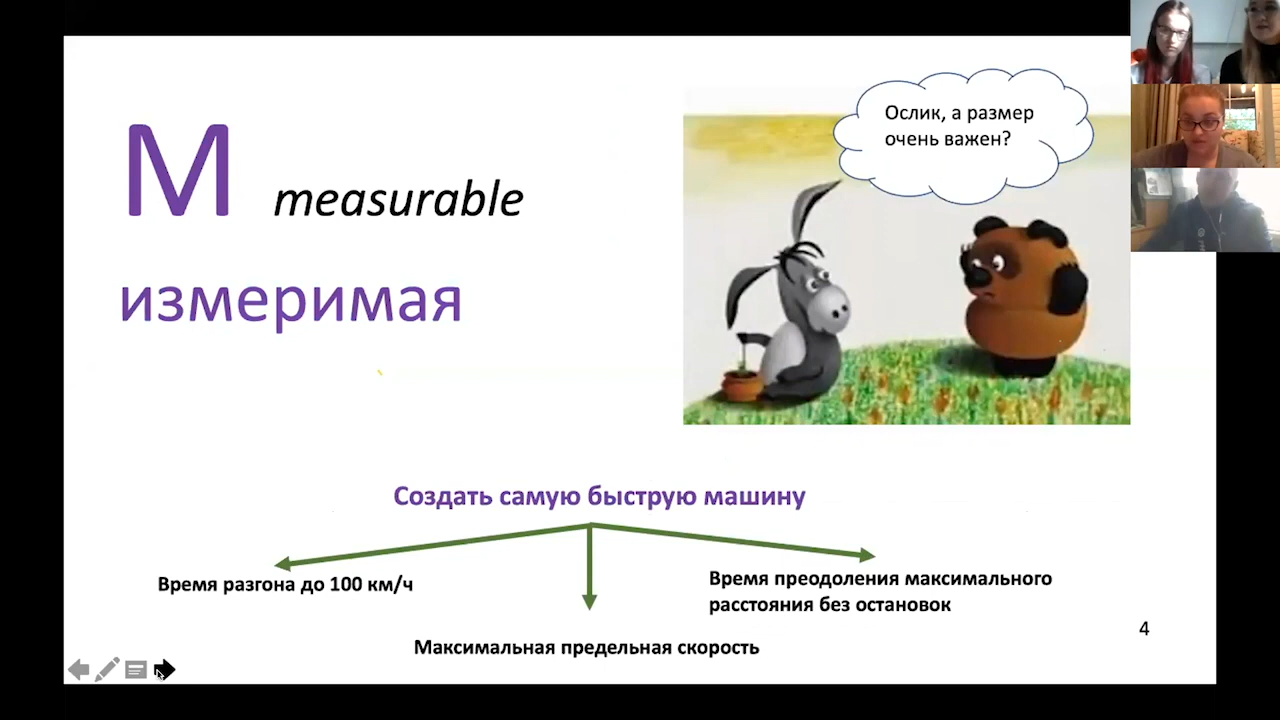 М measurable
измеримая
Ослик, а размер
очень важен?
Создать самую быструю машину
Время разгона до 100 км/ч
Максимальная предельная скорость
Время преодоления максимального
расстояния без остановок
4